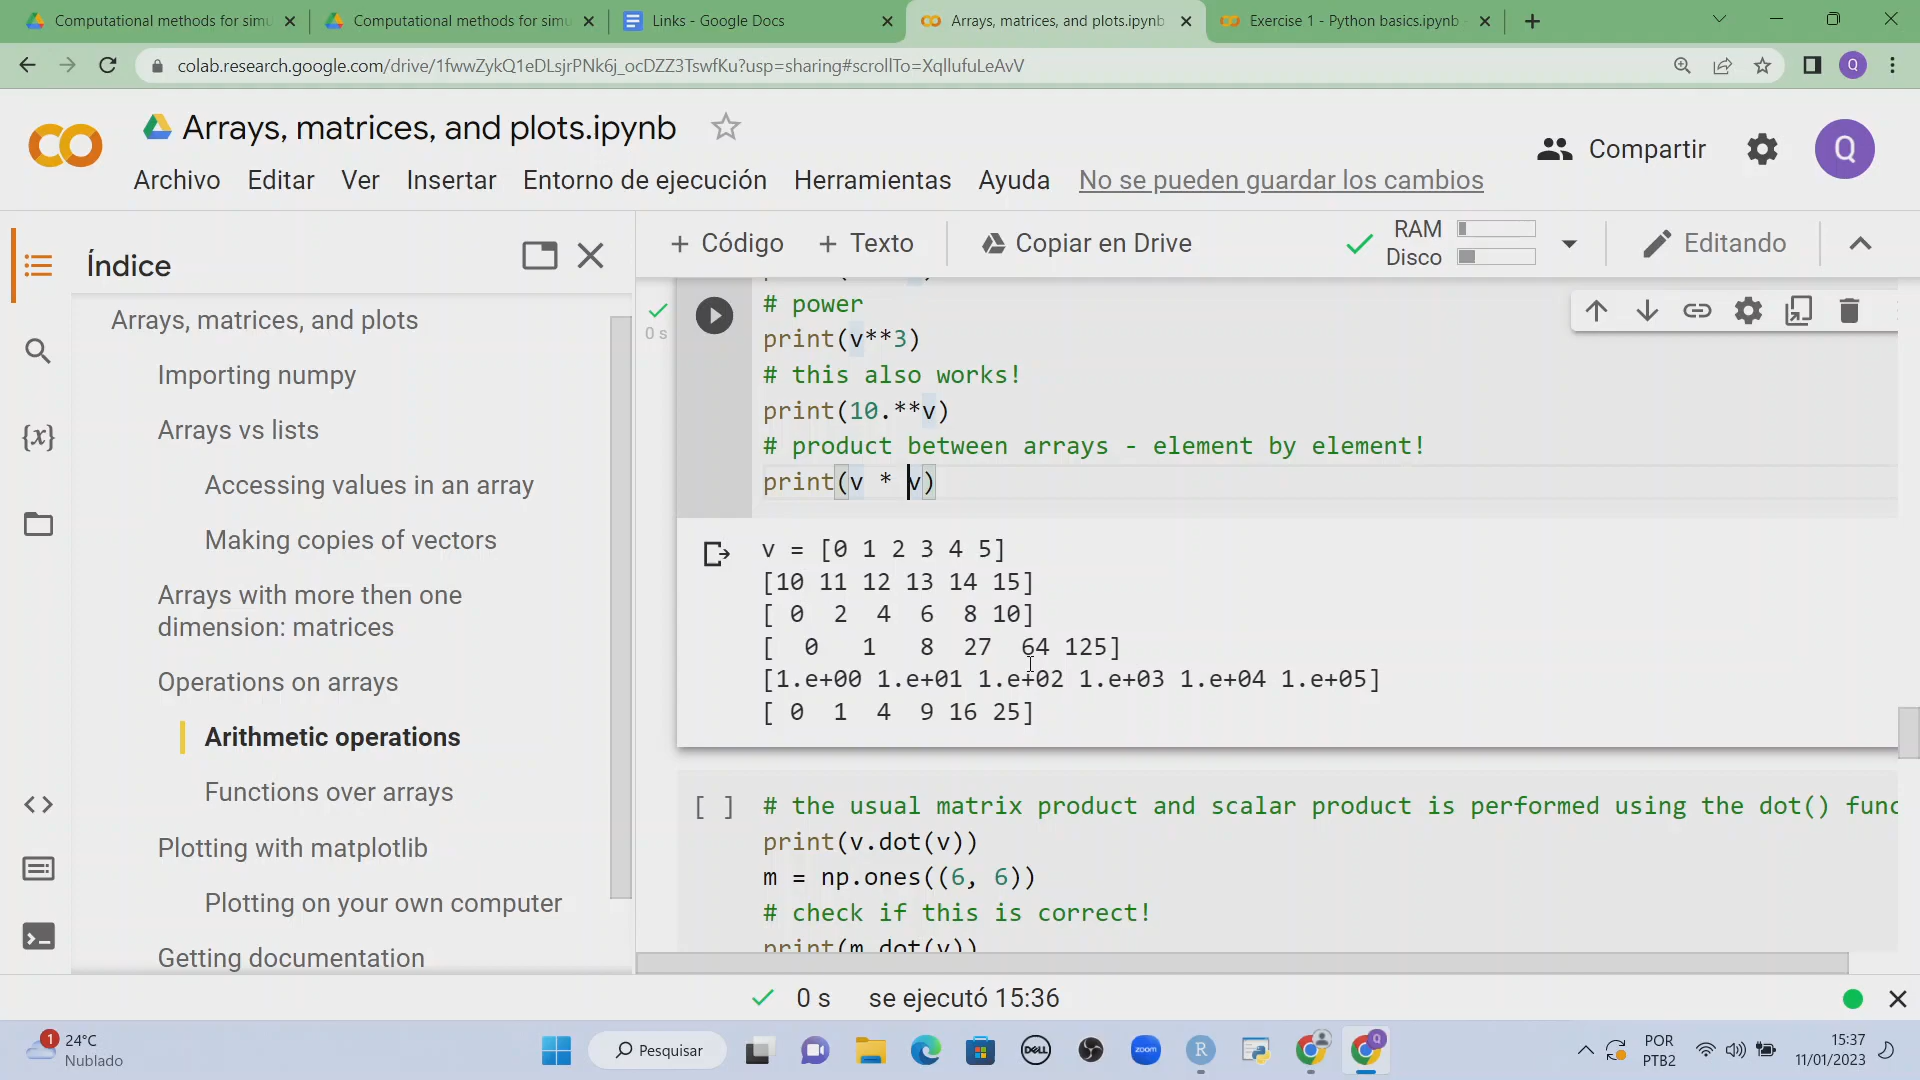 Computational methods for simu
Computational methods for simu
Links - Google Docs
Arrays, matrices, and plots.ipynb
Exercise 1 - Python basics.ipynb
colab.research.google.com/drive/1fwwZykQ1eDLsjrPNk6j_ocDZZ3TswfKu?usp=sharing#scrollTo=XqllufuLeAvV
Q
Arrays, matrices, and plots.ipynb
Compartir
Q
Archivo Editar Ver Insertar Entorno de ejecución Herramientas Ayuda No se pueden guardar los cambios
+ Código + Texto Copiar en Drive
RAM
Disco
Editando
Índice
Arrays, matrices, and plots
Importing numpy
Arrays vs lists
Accessing values in an array
Making copies of vectors
Arrays with more then one
dimension: matrices
Operations on arrays
Arithmetic operations
Functions over arrays
Plotting with matplotlib
Plotting on your own computer
Getting documentation
{x}
0 s
# power
print(v**3)
# this also works!
print(10.**v)
# product between arrays - element by element!
print(v * v)
v = [0 1 2 3 4 5]
[10 11 12 13 14 15]
[ 0 2 4 6 8 10]
[ 0 1 8 27 64 125]
[1.e+00 1.e+01 1.e+02 1.e+03 1.e+04 1.e+05]
[ 0 1 4 9 16 25]
[ ] # the usual matrix product and scalar product is performed using the dot() func
print(v.dot(v))
m = np.ones((6, 6))
# check if this is correct!
print(m.dot(v))
0 s se ejecutó 15:36
1
24°C
Nublado
Pesquisar
DELL
zoom
R
Q
POR
PTB2
15:37
11/01/2023